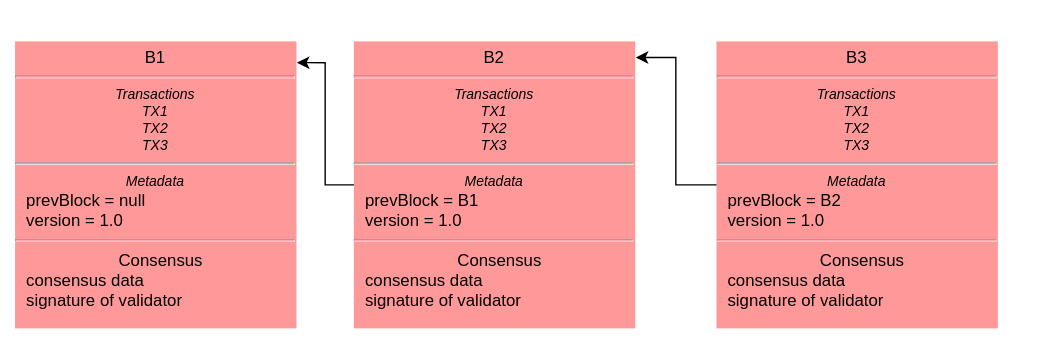 B1
Transactions
TX1
TX2
TX3
Metadata
prevBlock = null
version = 1.0
Consensus
consensus data
signature of validator
B2
Transactions
TX1
TX2
TX3
Metadata
prevBlock = B1
version = 1.0
Consensus
consensus data
signature of validator
B3
Transactions
TX1
TX2
TX3
Metadata
prevBlock = B2
version = 1.0
Consensus
consensus data
signature of validator